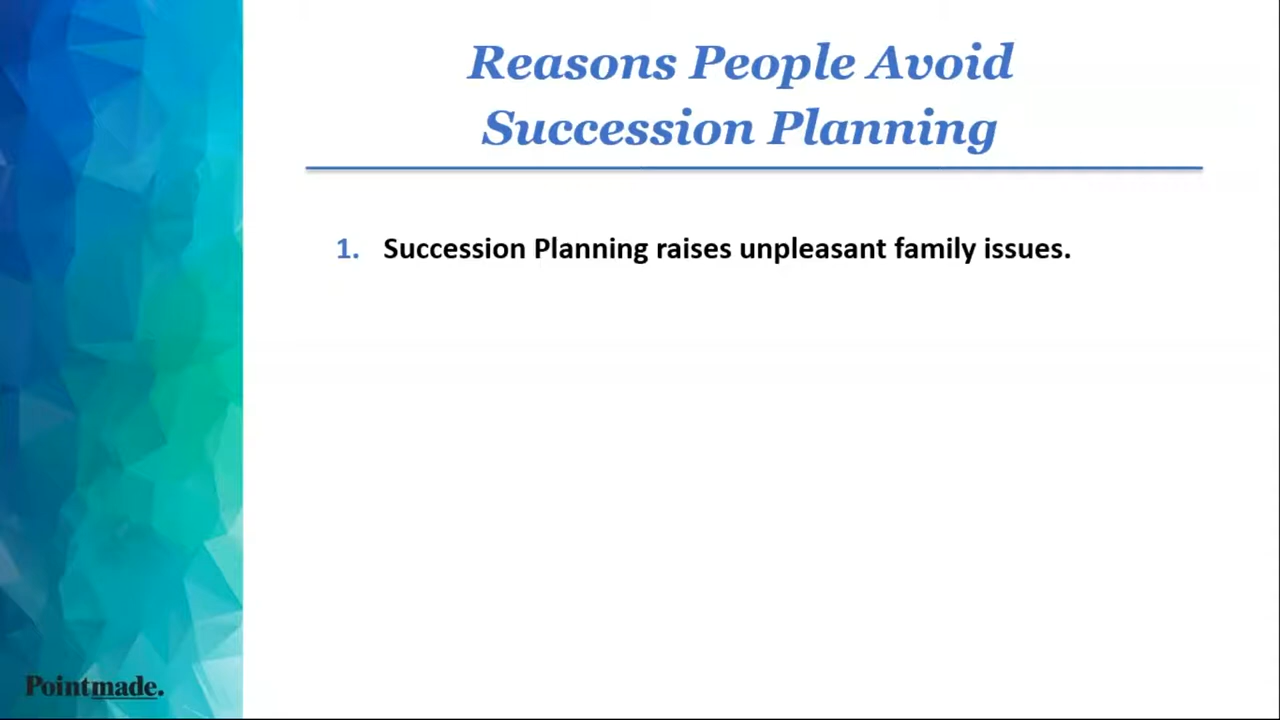 Reasons People Avoid
Succession Planning
1. Succession Planning raises unpleasant family issues.
Pointmade.